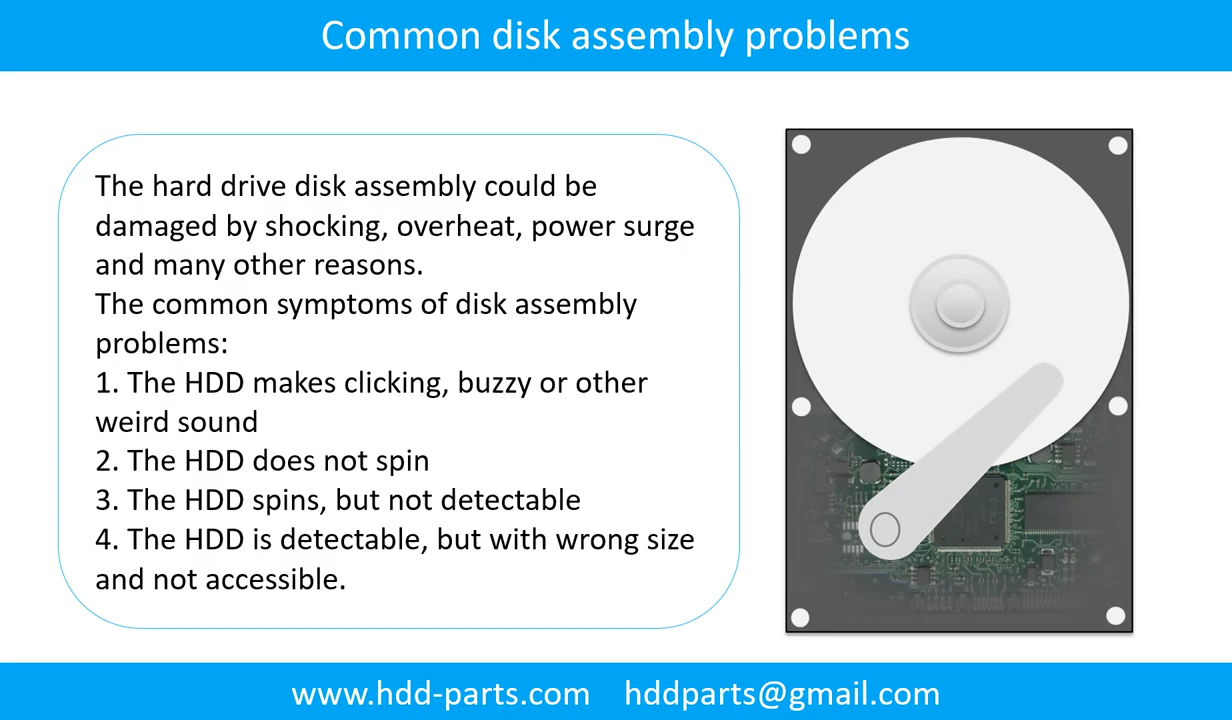 Common disk assembly problems
The hard drive disk assembly could be
damaged by shocking, overheat, power surge
and many other reasons.
The common symptoms of disk assembly
problems:
1. The HDD makes clicking, buzzy or other
weird sound
2. The HDD does not spin
3. The HDD spins, but not detectable
4. The HDD is detectable, but with wrong size
and not accessible.
www.hdd-parts.com hddparts@gmail.com